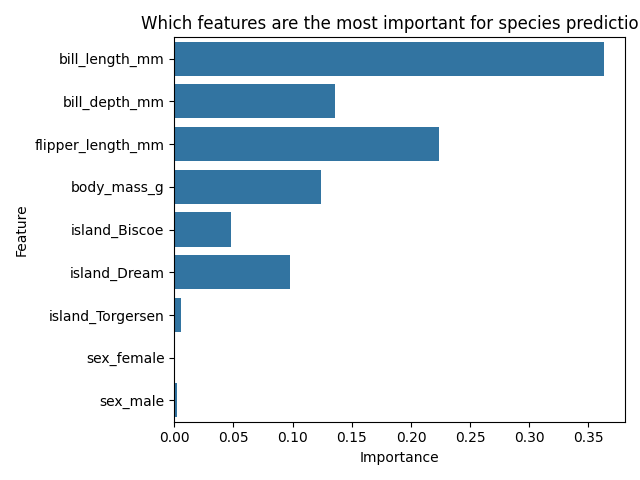 Which features are the most important for species predictio
bill_length_mm
bill_depth_mm
flipper_length_mm
body_mass_g
island_Biscoe
island_Dream
island_Torgersen
sex_female
sex_male
Feature
0.00 0.05 0.10 0.15 0.20 0.25 0.30 0.35
Importance